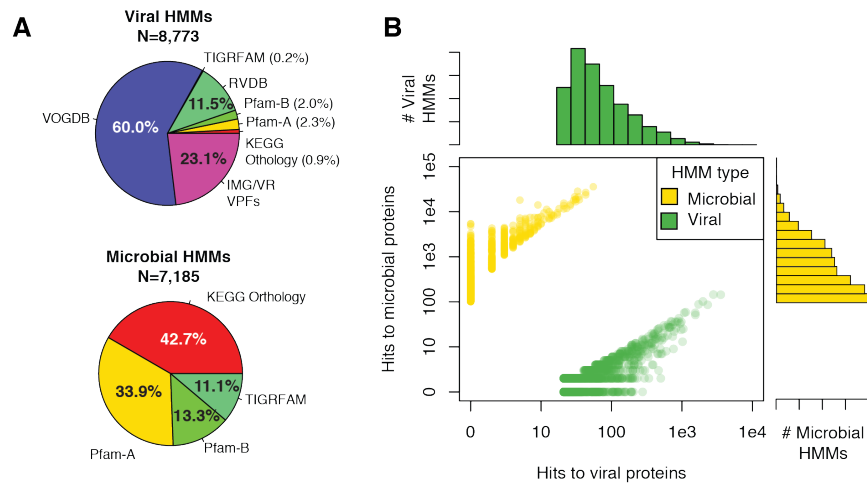 A
Viral HMMs
N=8,773
TIGRFAM (0.2%)
RVDB
11.5%
Pfam-B (2.0%)
Pfam-A (2.3%)
VOGDB
60.0%
KEGG
Othology (0.9%)
23.1%
IMG/VR
VPFs
Microbial HMMs
N=7,185
KEGG Orthology
42.7%
33.9%
11.1%
TIGRFAM
13.3%
Pfam-B
Pfam-A
B
# Viral
HMMs
HMM type
Microbial
Viral
Hits to microbial proteins
1e5
1e4
1e3
100
10
0
0 10 100 1e3 1e4
Hits to viral proteins
# Microbial
HMMs